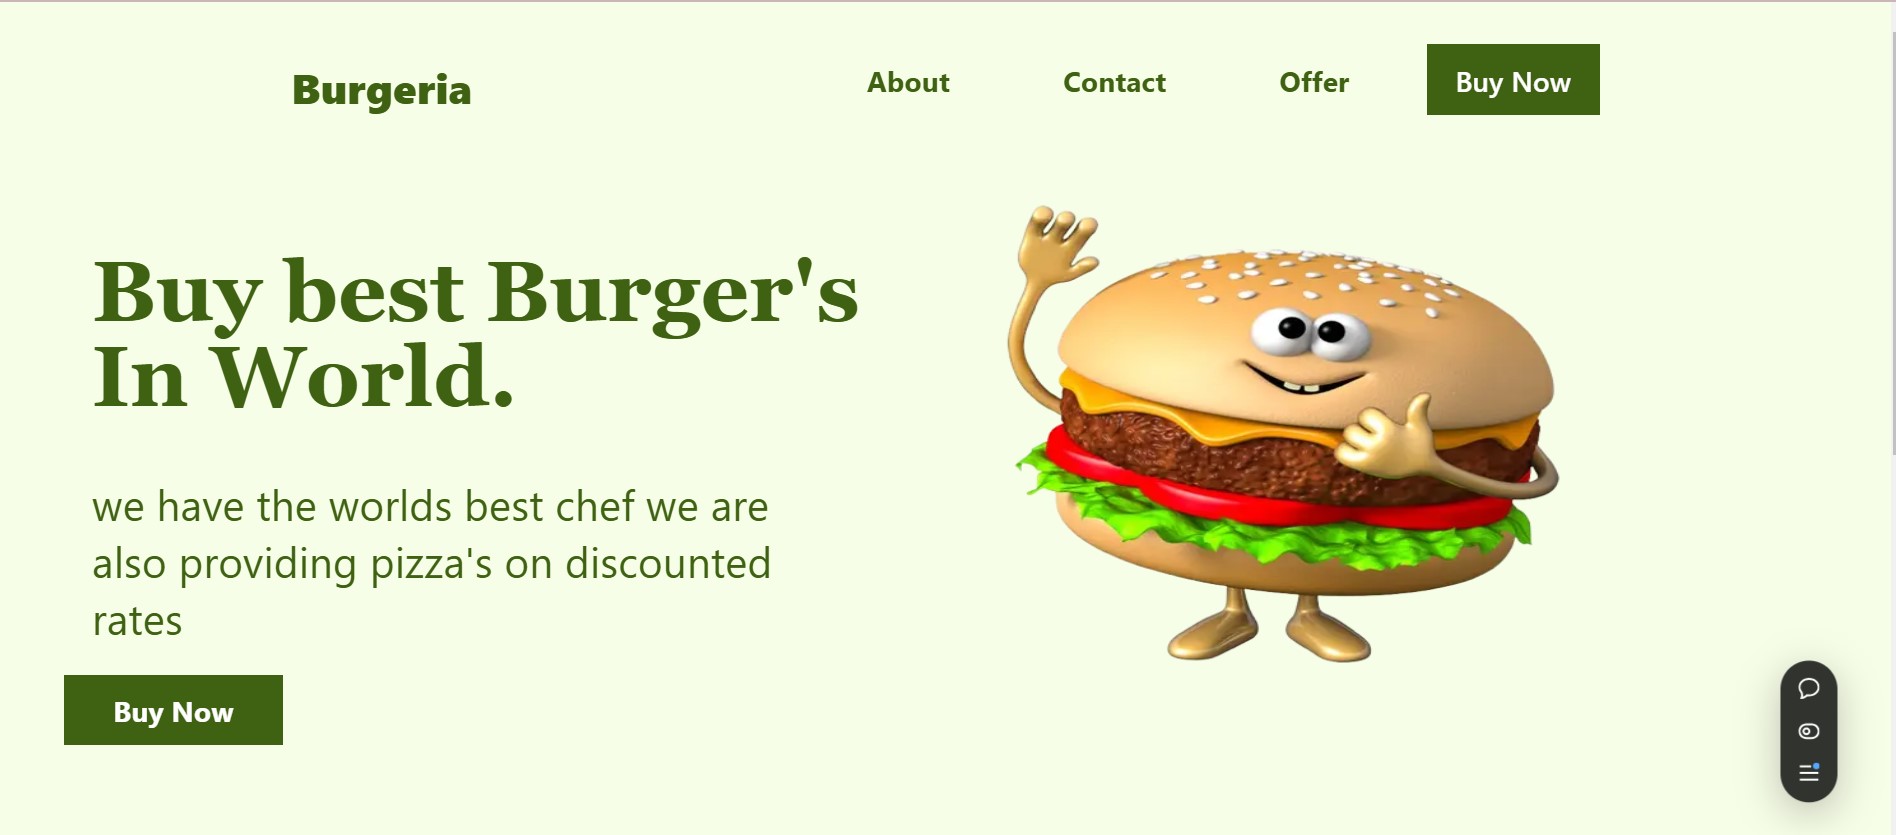 Burgeria
About
Contact
Offer
Buy Now
Buy best Burger's
In World.
we have the worlds best chef we are
also providing pizza's on discounted
rates
Buy Now